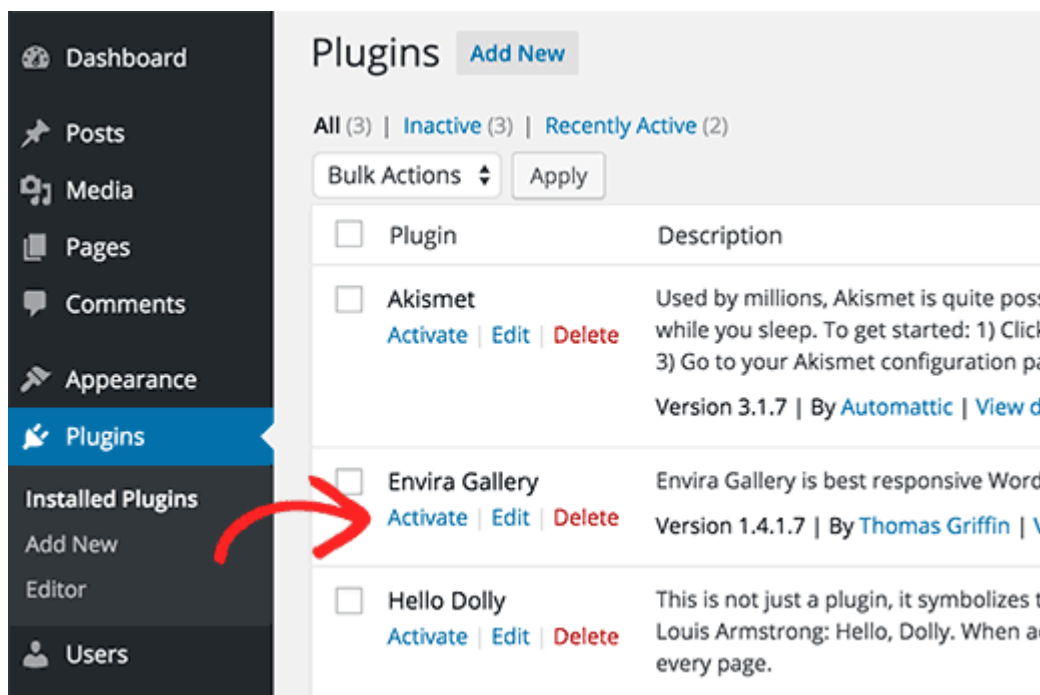 Dashboard
Posts
Media
Pages
Comments
Appearance
Plugins
Installed Plugins
Add New
Editor
Users
Plugins Add New
All (3) | Inactive (3) | Recently Active (2)
Bulk Actions Apply
Plugin Description
Akismet
Activate | Edit | Delete
Used by millions, Akismet is quite
while you sleep. To get started: 1)
3) Go to your Akismet configuration
Version 3.1.7 | By Automattic | View
Envira Gallery
Activate | Edit | Delete
Envira Gallery is best responsive
Version 1.4.1.7 | By Thomas Griffin |
Hello Dolly
Activate | Edit | Delete
This is not just a plugin, it symbolizes
Louis Armstrong: Hello, Dolly. When
every page.